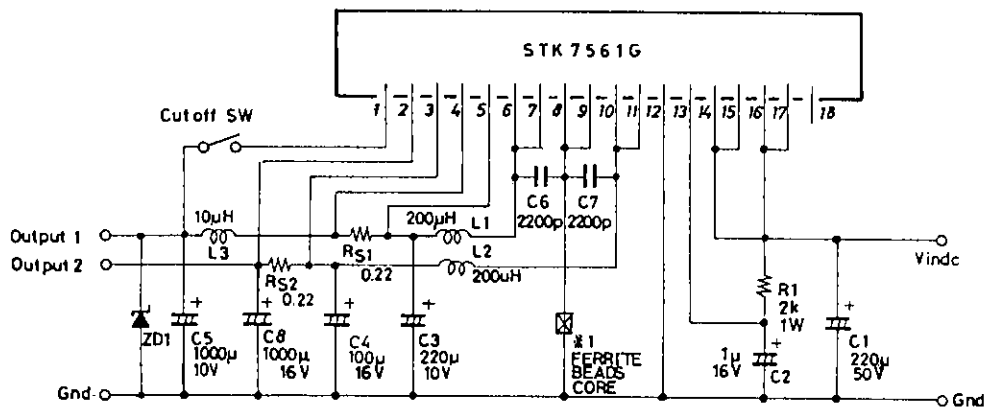 STK 7561G
1 2 3 4 5 6 7 8 9 10 11 12 13 14 15 16 17 18
Cutoff SW
C6
2200p
C7
2200p
10μH
L3
200μH
L1
L2
200uH
Output 1
Output 2
RS1
0.22
RS2
0.22
Vindc
R1
2k
1W
ZD1
+
C5
1000μ
10V
+
C8
1000μ
16V
+
C4
100μ
16V
+
C3
220μ
10V
※1
FERRITE
BEADS
CORE
1μ
16V
+
C2
+
C1
220μ
50V
Gnd
Gnd